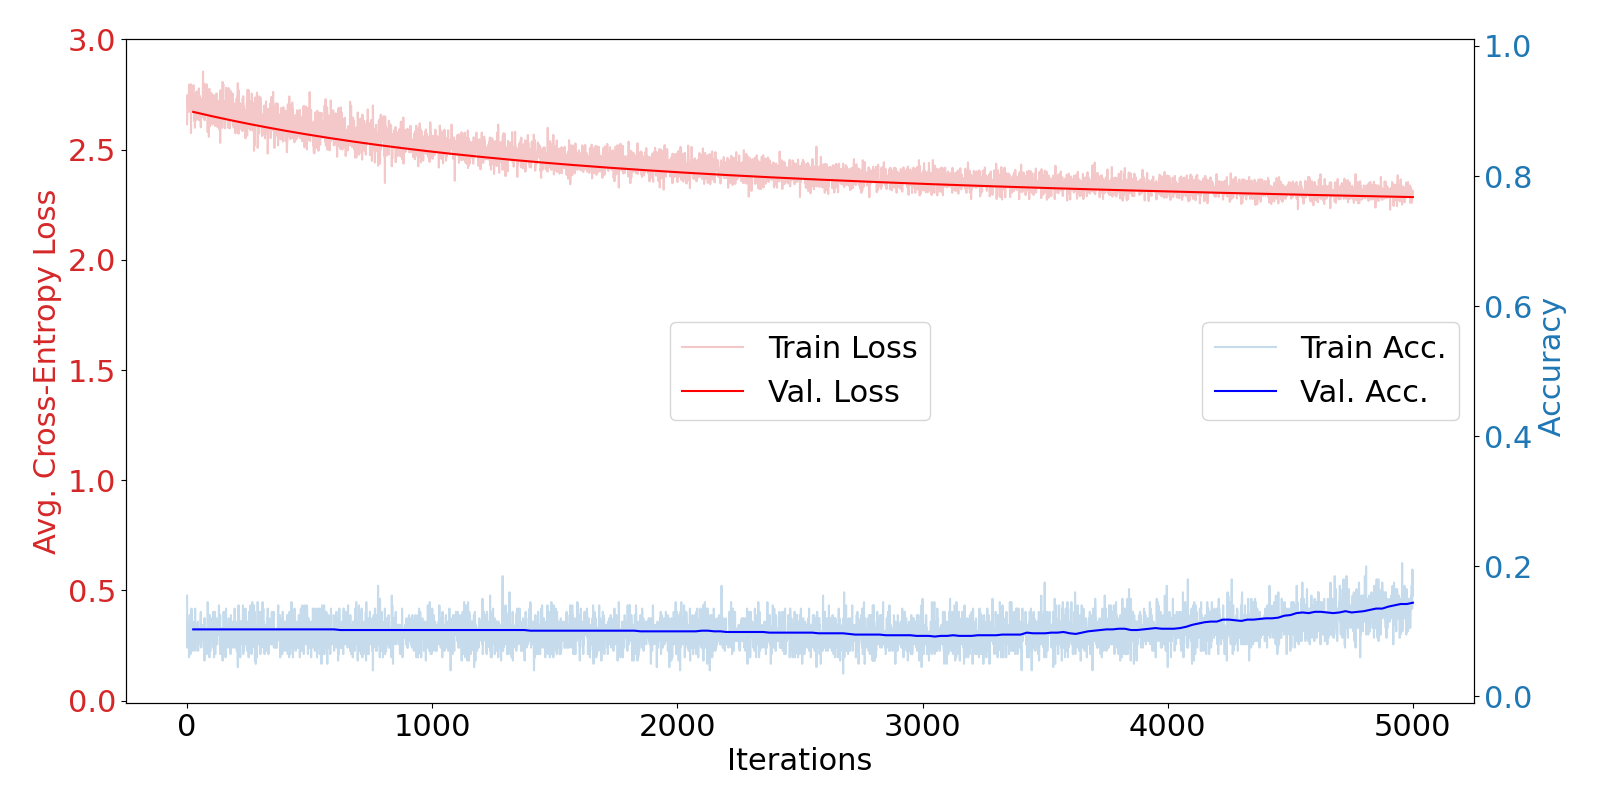 3.0
2.5
2.0
1.5
1.0
0.5
0.0
Avg. Cross-Entropy Loss
1.0
0.8
0.6
0.4
0.2
0.0
Accuracy
Train Loss
Val. Loss
Train Acc.
Val. Acc.
0 1000 2000 3000 4000 5000
Iterations